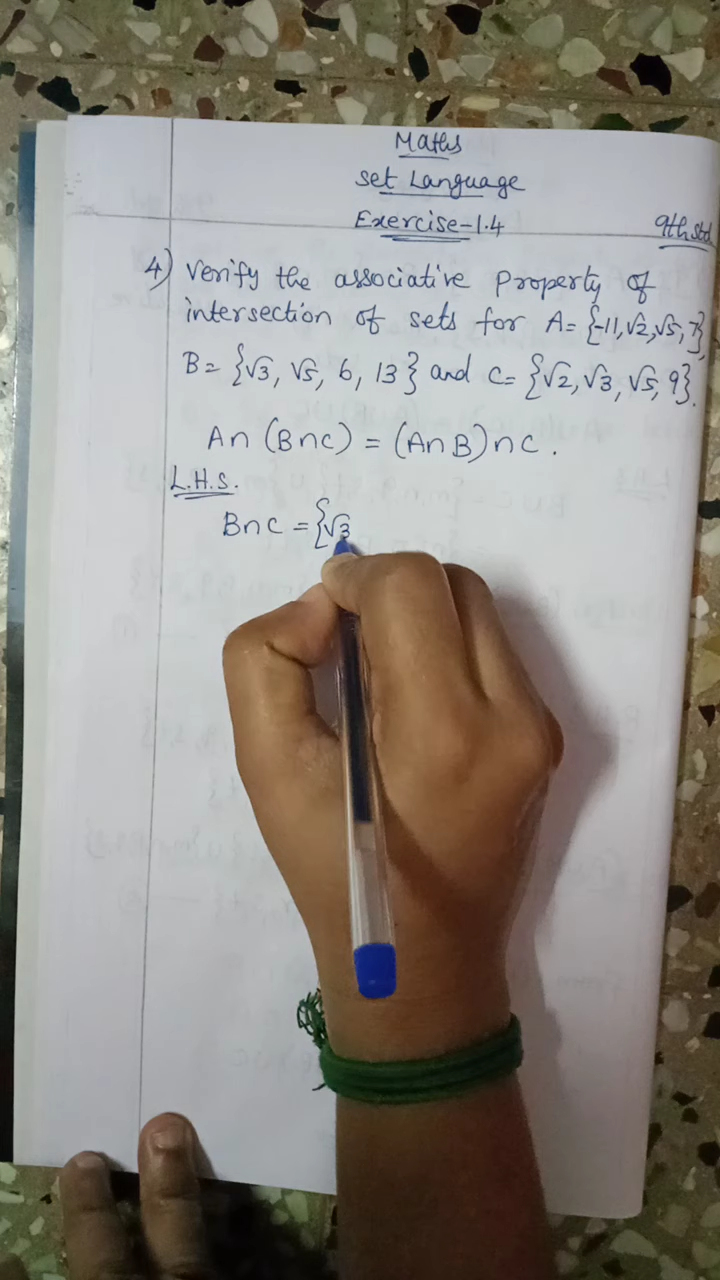 Maths
Set Language
Exercise-1.4
9th std
4) Verify the associative Property of
intersection of sets for A= {-11, √2, √5, 7},
B= {√3, √5, 6, 13} and C= {√2, √3, √5, 9}.
A∩(B∩C) = (A∩B)∩C.
L.H.S.
B∩C = {√3